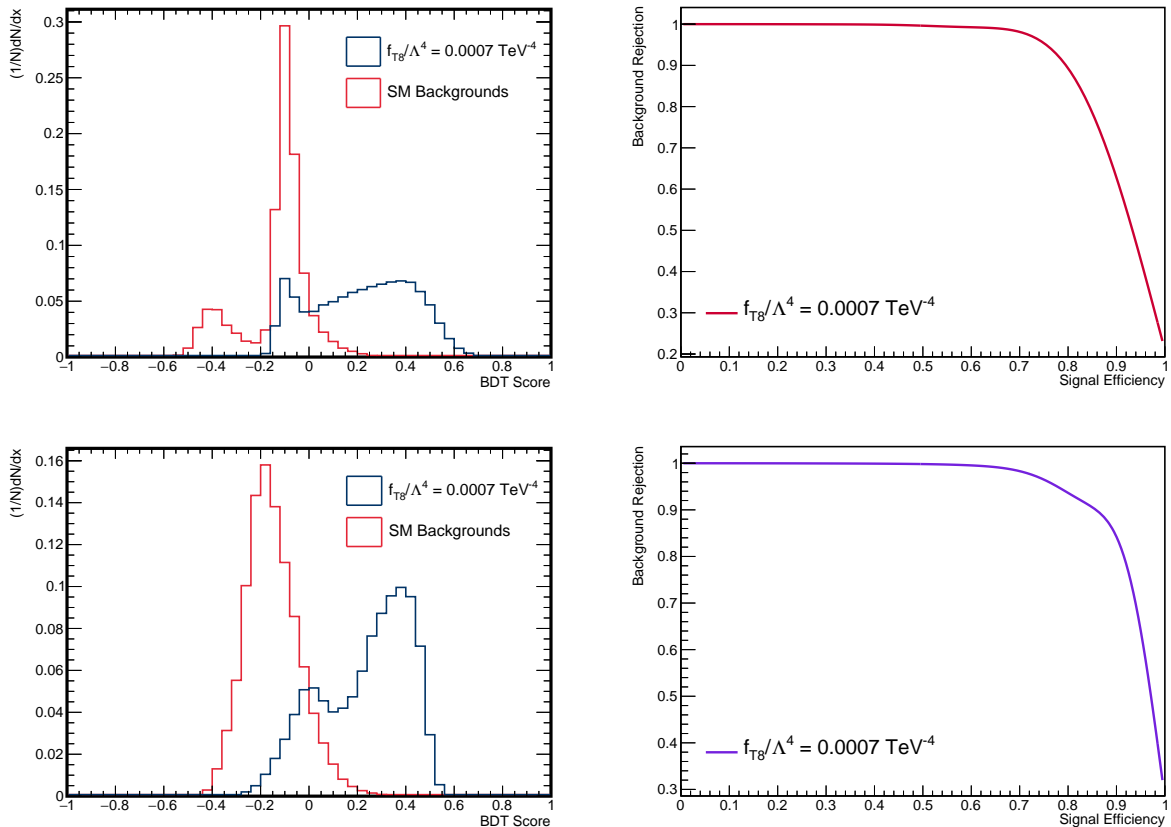 (1/N)dN/dx
0.3
0.25
0.2
0.15
0.1
0.05
0
f_T8/Λ⁴ = 0.0007 TeV⁻⁴
SM Backgrounds
−1 −0.8 −0.6 −0.4 −0.2 0 0.2 0.4 0.6 0.8 1
BDT Score
Background Rejection
1
0.9
0.8
0.7
0.6
0.5
0.4
0.3
0.2
f_T8/Λ⁴ = 0.0007 TeV⁻⁴
0 0.1 0.2 0.3 0.4 0.5 0.6 0.7 0.8 0.9 1
Signal Efficiency
(1/N)dN/dx
0.16
0.14
0.12
0.1
0.08
0.06
0.04
0.02
0
f_T8/Λ⁴ = 0.0007 TeV⁻⁴
SM Backgrounds
−1 −0.8 −0.6 −0.4 −0.2 0 0.2 0.4 0.6 0.8 1
BDT Score
Background Rejection
1
0.9
0.8
0.7
0.6
0.5
0.4
0.3
f_T8/Λ⁴ = 0.0007 TeV⁻⁴
0 0.1 0.2 0.3 0.4 0.5 0.6 0.7 0.8 0.9 1
Signal Efficiency